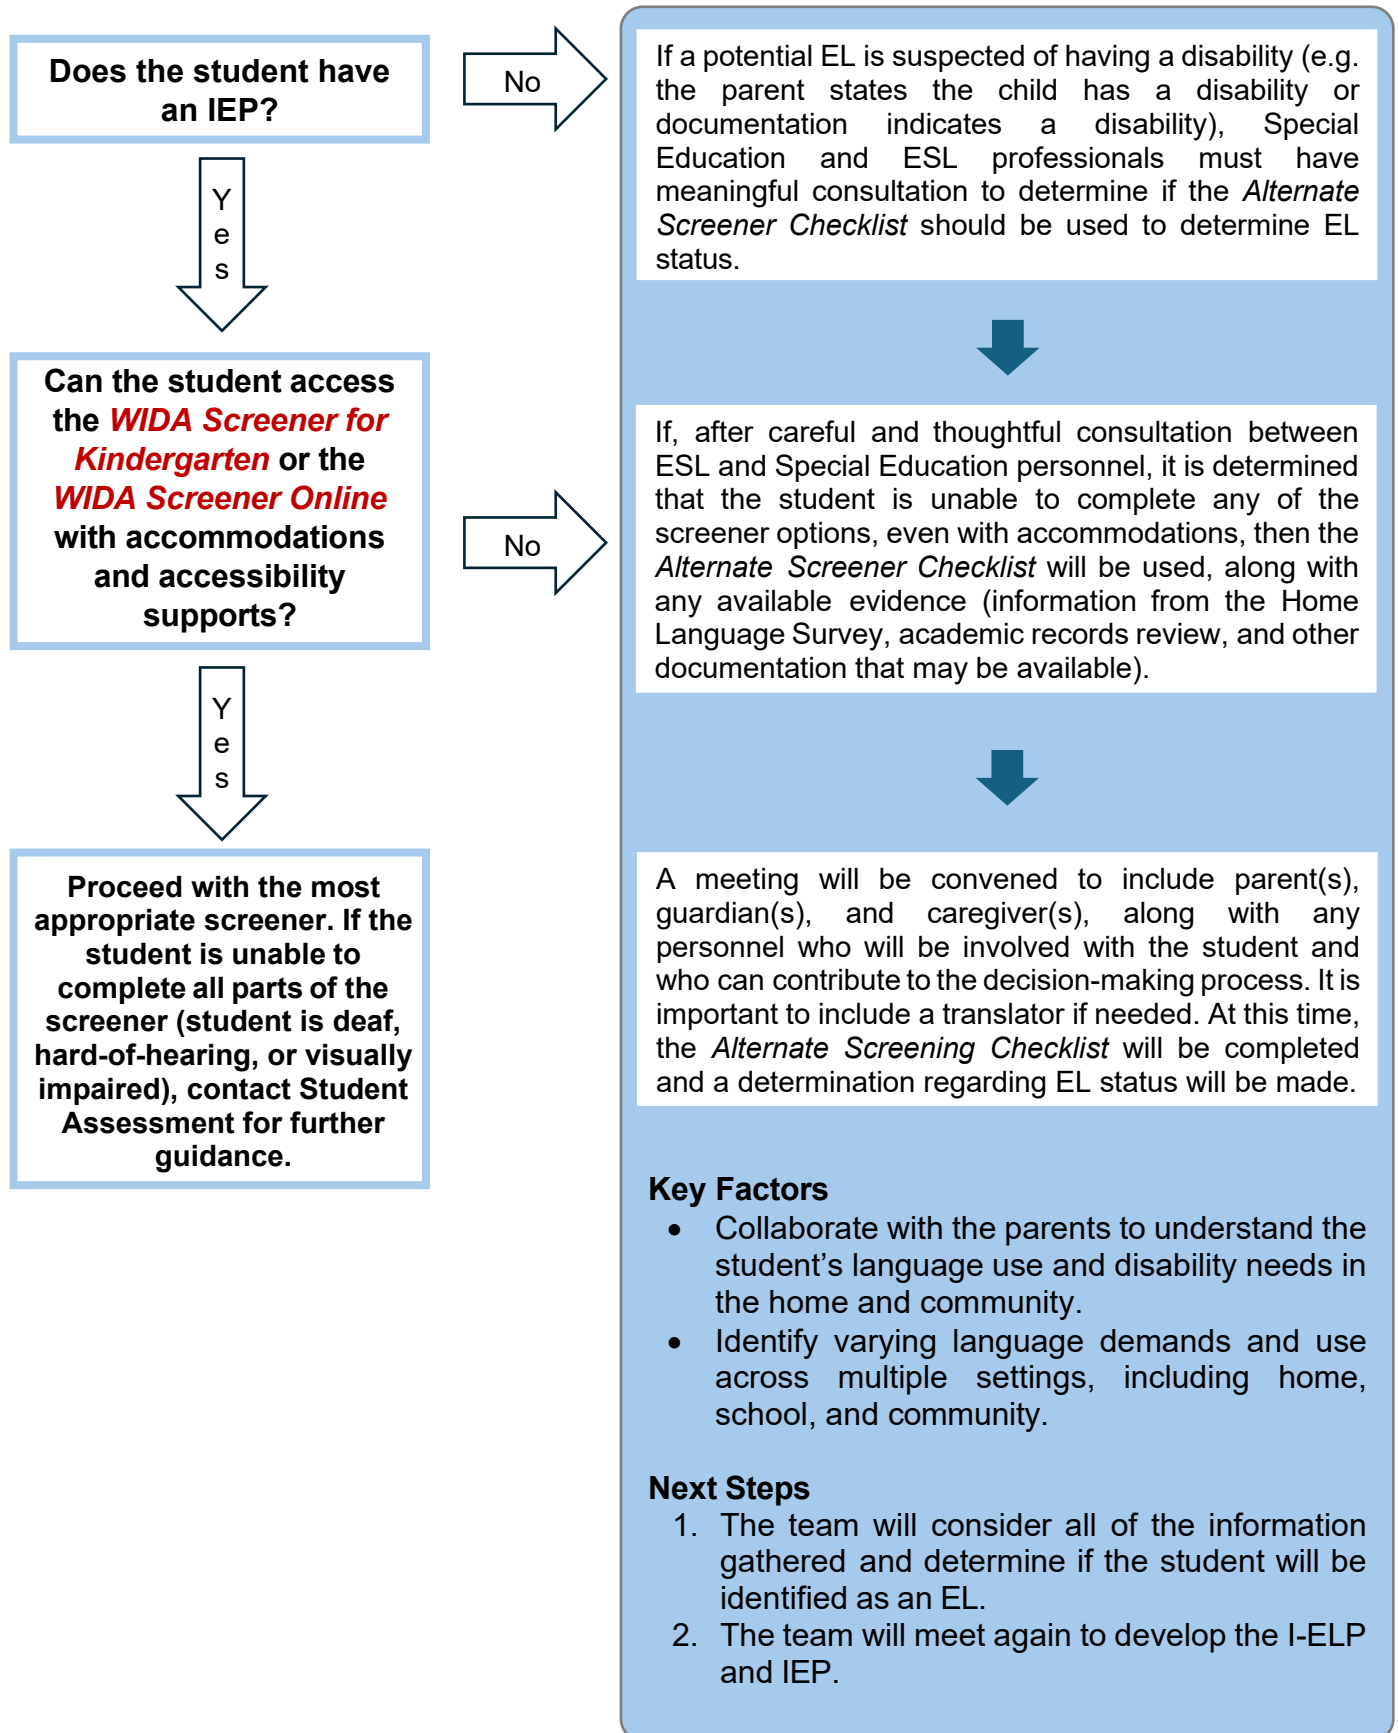 Does the student have
an IEP?
No
If a potential EL is suspected of having a disability (e.g.
the parent states the child has a disability or
documentation indicates a disability), Special
Education and ESL professionals must have
meaningful consultation to determine if the Alternate
Screener Checklist should be used to determine EL
status.
Y
e
s
Can the student access
the WIDA Screener for
Kindergarten or the
WIDA Screener Online
with accommodations
and accessibility
supports?
No
If, after careful and thoughtful consultation between
ESL and Special Education personnel, it is determined
that the student is unable to complete any of the
screener options, even with accommodations, then the
Alternate Screener Checklist will be used, along with
any available evidence (information from the Home
Language Survey, academic records review, and other
documentation that may be available).
Y
e
s
Proceed with the most
appropriate screener. If the
student is unable to
complete all parts of the
screener (student is deaf,
hard-of-hearing, or visually
impaired), contact Student
Assessment for further
guidance.
A meeting will be convened to include parent(s),
guardian(s), and caregiver(s), along with any
personnel who will be involved with the student and
who can contribute to the decision-making process. It is
important to include a translator if needed. At this time,
the Alternate Screening Checklist will be completed
and a determination regarding EL status will be made.
Key Factors
• Collaborate with the parents to understand the
student's language use and disability needs in
the home and community.
• Identify varying language demands and use
across multiple settings, including home,
school, and community.
Next Steps
1. The team will consider all of the information
gathered and determine if the student will be
identified as an EL.
2. The team will meet again to develop the I-ELP
and IEP.